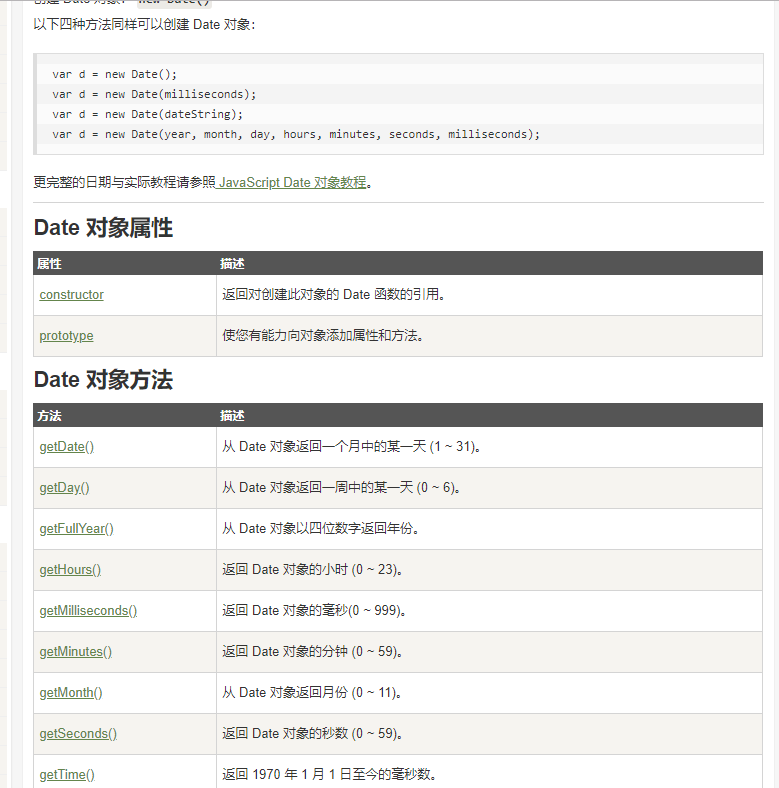 创建 Date 对象： new Date()
以下四种方法同样可以创建 Date 对象：
var d = new Date();
var d = new Date(milliseconds);
var d = new Date(dateString);
var d = new Date(year, month, day, hours, minutes, seconds, milliseconds);
更完整的日期与实际教程请参照 JavaScript Date 对象教程。
Date 对象属性
属性 描述
constructor 返回对创建此对象的 Date 函数的引用。
prototype 使您有能力向对象添加属性和方法。
Date 对象方法
方法 描述
getDate() 从 Date 对象返回一个月中的某一天 (1 ~ 31)。
getDay() 从 Date 对象返回一周中的某一天 (0 ~ 6)。
getFullYear() 从 Date 对象以四位数字返回年份。
getHours() 返回 Date 对象的小时 (0 ~ 23)。
getMilliseconds() 返回 Date 对象的毫秒(0 ~ 999)。
getMinutes() 返回 Date 对象的分钟 (0 ~ 59)。
getMonth() 从 Date 对象返回月份 (0 ~ 11)。
getSeconds() 返回 Date 对象的秒数 (0 ~ 59)。
getTime() 返回 1970 年 1 月 1 日至今的毫秒数。